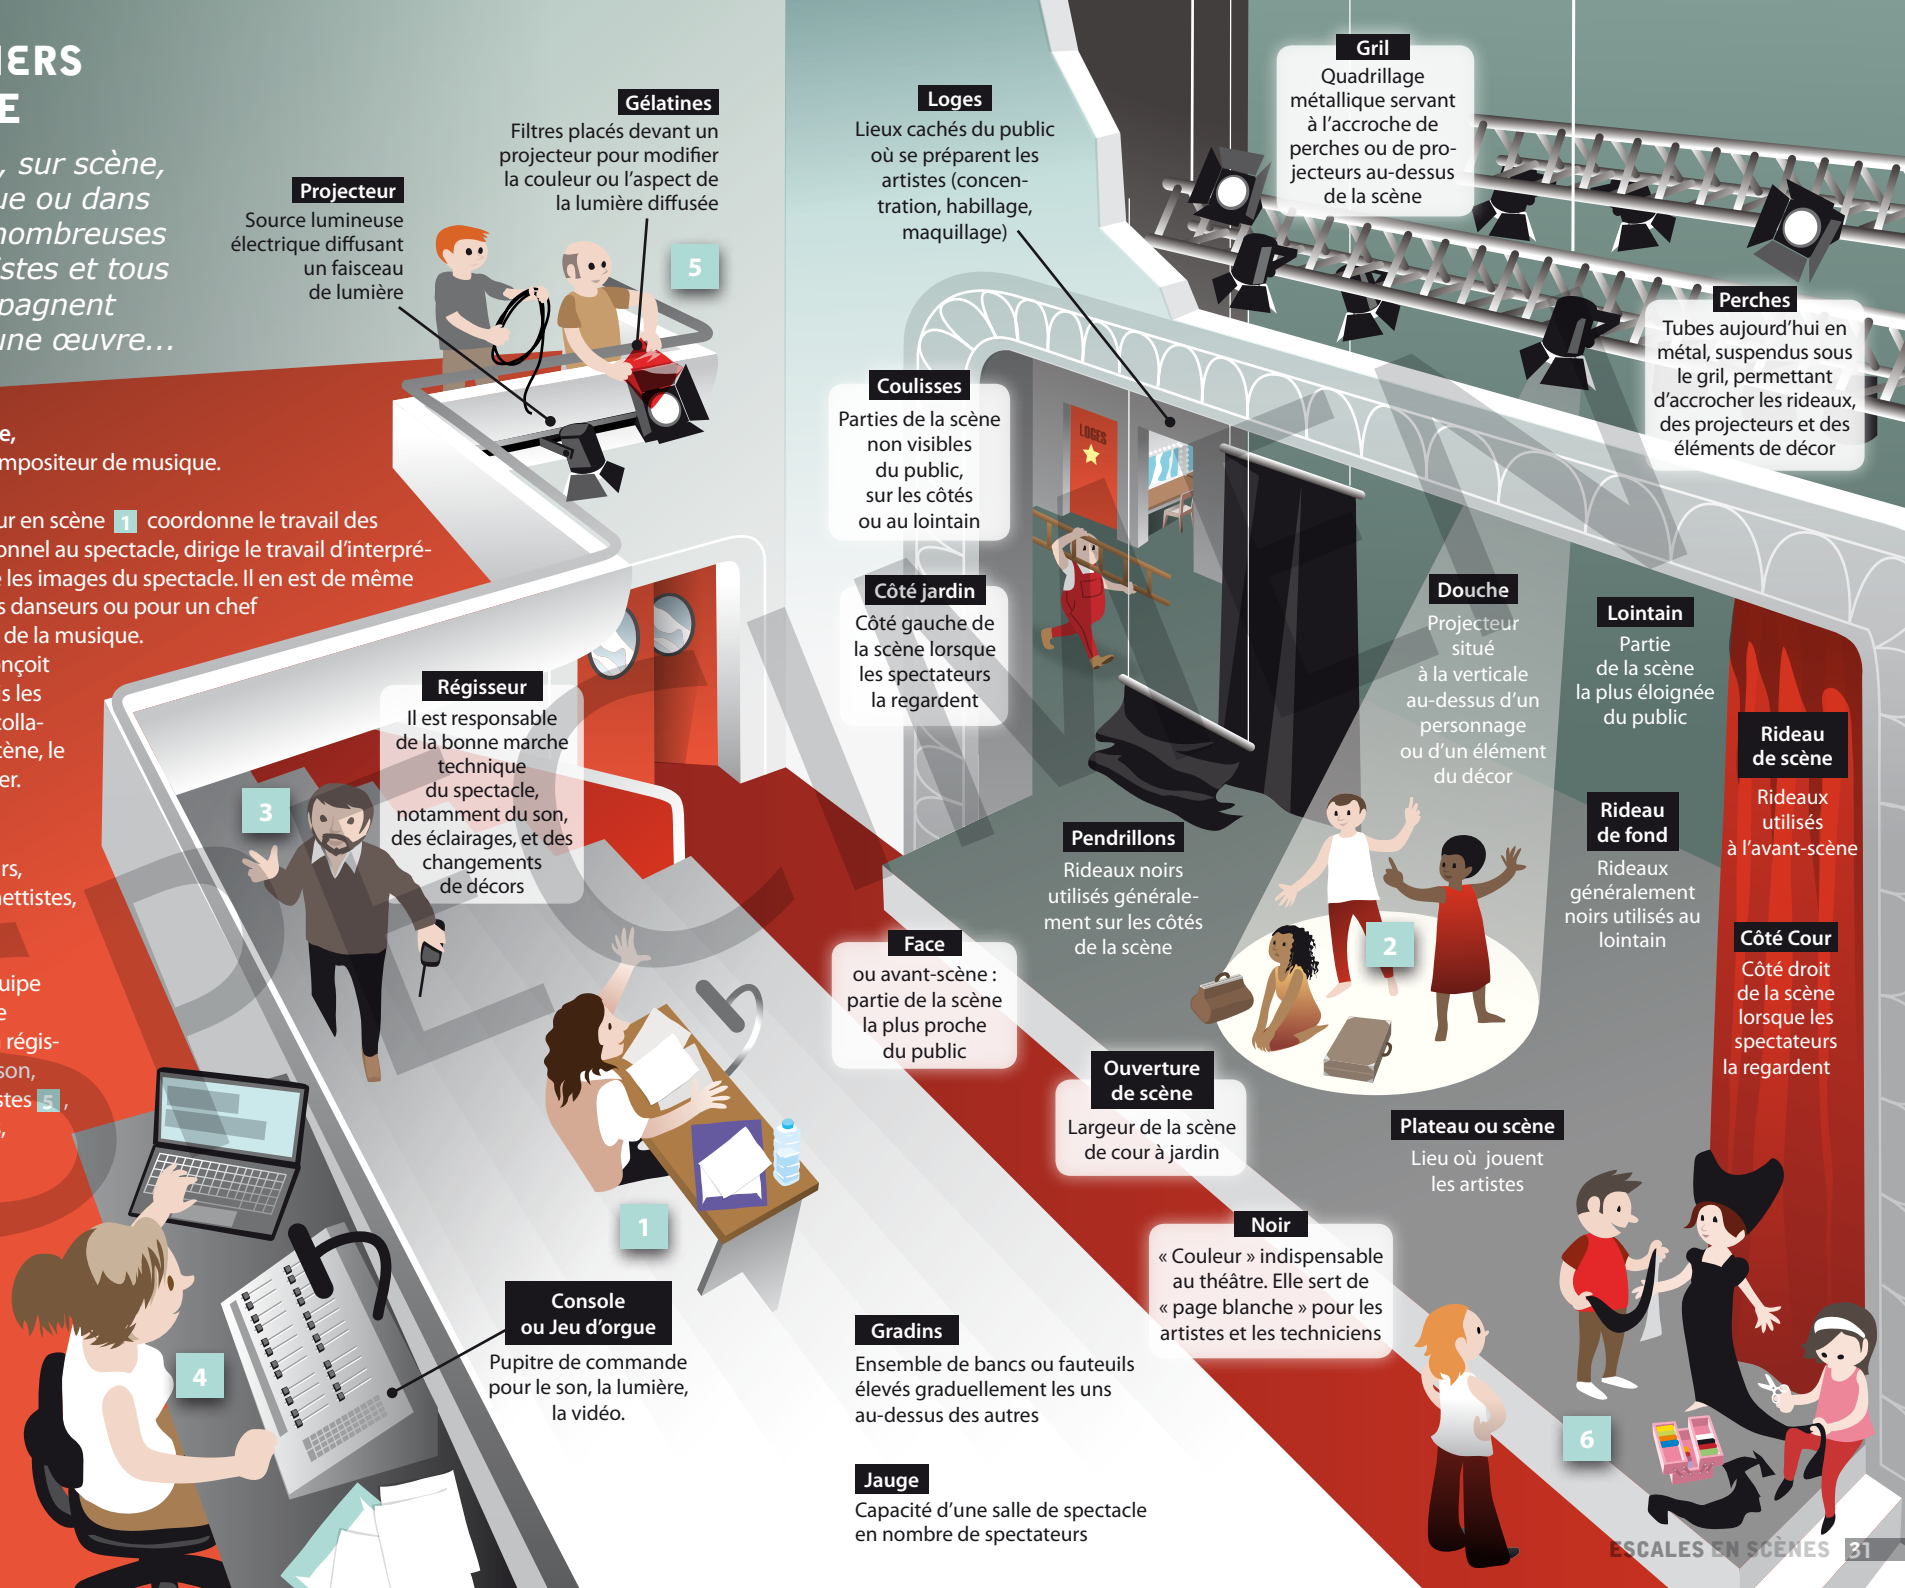 IERS
E
, sur scène,
ue ou dans
nombreuses
istes et tous
pagnent
une œuvre…
e,
mpositeur de musique.
ur en scène 1 coordonne le travail des
onnel au spectacle, dirige le travail d’interpré-
e les images du spectacle. Il en est de même
s danseurs ou pour un chef
de la musique.
onçoit
s les
colla-
cène, le
er.
rs,
nettistes,
uipe
e
régis-
son,
stes 5 ,
,
Projecteur
Source lumineuse
électrique diffusant
un faisceau
de lumière
Gélatines
Filtres placés devant un
projecteur pour modifier
la couleur ou l’aspect de
la lumière diffusée
5
Loges
Lieux cachés du public
où se préparent les
artistes (concen-
tration, habillage,
maquillage)
Gril
Quadrillage
métallique servant
à l’accroche de
perches ou de pro-
jecteurs au-dessus
de la scène
Perches
Tubes aujourd’hui en
métal, suspendus sous
le gril, permettant
d’accrocher les rideaux,
des projecteurs et des
éléments de décor
Coulisses
Parties de la scène
non visibles
du public,
sur les côtés
ou au lointain
LOGES
Côté jardin
Côté gauche de
la scène lorsque
les spectateurs
la regardent
Régisseur
Il est responsable
de la bonne marche
technique
du spectacle,
notamment du son,
des éclairages, et des
changements
de décors
3
Douche
Projecteur
situé
à la verticale
au-dessus d’un
personnage
ou d’un élément
du décor
Lointain
Partie
de la scène
la plus éloignée
du public
Rideau
de scène
Rideaux
utilisés
à l’avant-scène
Rideau
de fond
Rideaux
généralement
noirs utilisés au
lointain
Pendrillons
Rideaux noirs
utilisés générale-
ment sur les côtés
de la scène
2
Côté Cour
Côté droit
de la scène
lorsque les
spectateurs
la regardent
Face
ou avant-scène :
partie de la scène
la plus proche
du public
Ouverture
de scène
Largeur de la scène
de cour à jardin
Plateau ou scène
Lieu où jouent
les artistes
1
Noir
« Couleur » indispensable
au théâtre. Elle sert de
« page blanche » pour les
artistes et les techniciens
Console
ou Jeu d’orgue
Pupitre de commande
pour le son, la lumière,
la vidéo.
4
Gradins
Ensemble de bancs ou fauteuils
élevés graduellement les uns
au-dessus des autres
6
Jauge
Capacité d’une salle de spectacle
en nombre de spectateurs
ESCALES EN SCÈNES 31
SPECIMEN